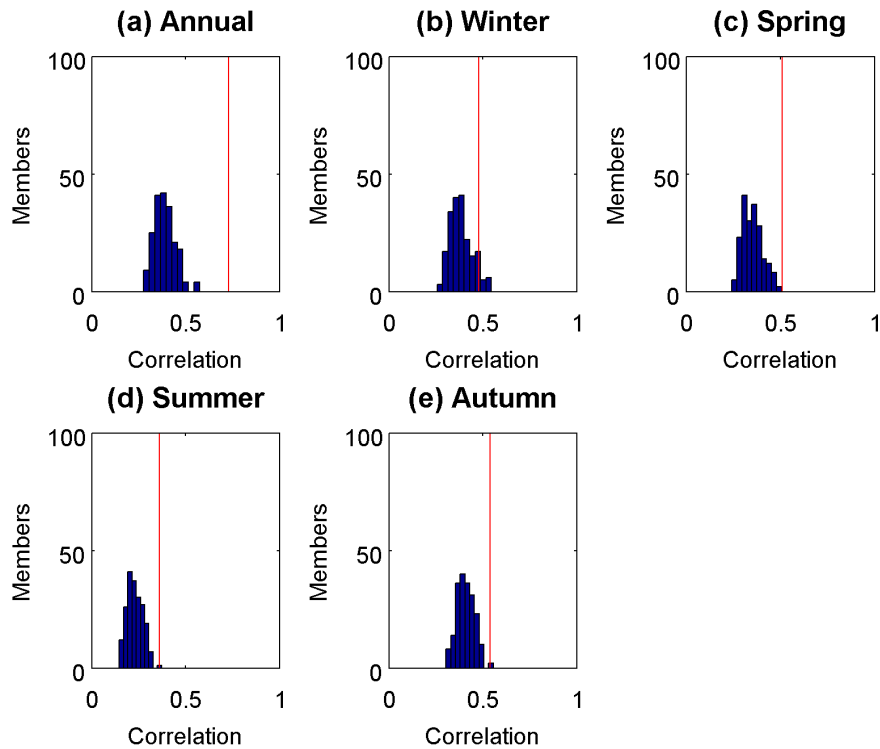 (a) Annual
(b) Winter
(c) Spring
100
50
0
Members
0
0.5
1
Correlation
100
50
0
Members
0
0.5
1
Correlation
100
50
0
Members
0
0.5
1
Correlation
(d) Summer
(e) Autumn
100
50
0
Members
0
0.5
1
Correlation
100
50
0
Members
0
0.5
1
Correlation